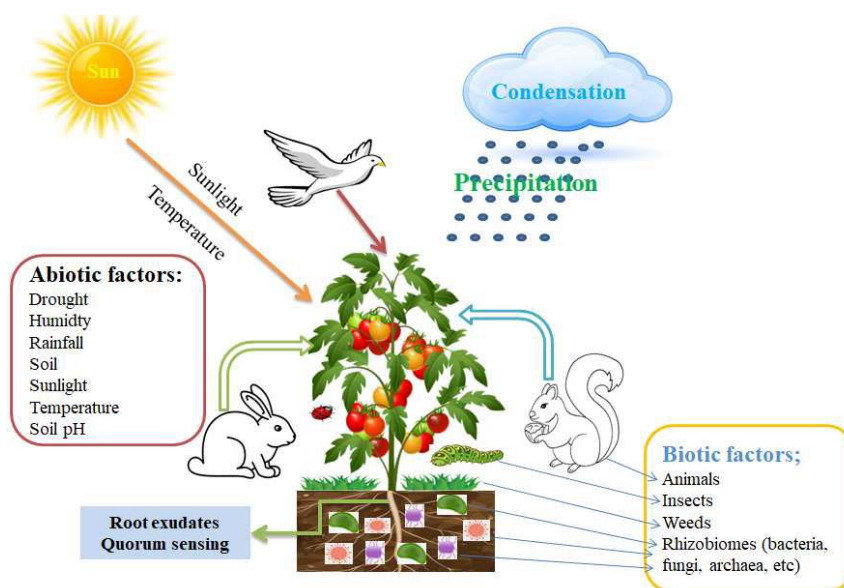 Sun
Condensation
Sunlight
Temperature
Precipitation
Abiotic factors:
Drought
Humidty
Rainfall
Soil
Sunlight
Temperature
Soil pH
Biotic factors;
Animals
Insects
Weeds
Rhizobiomes (bacteria,
fungi, archaea, etc)
Root exudates
Quorum sensing